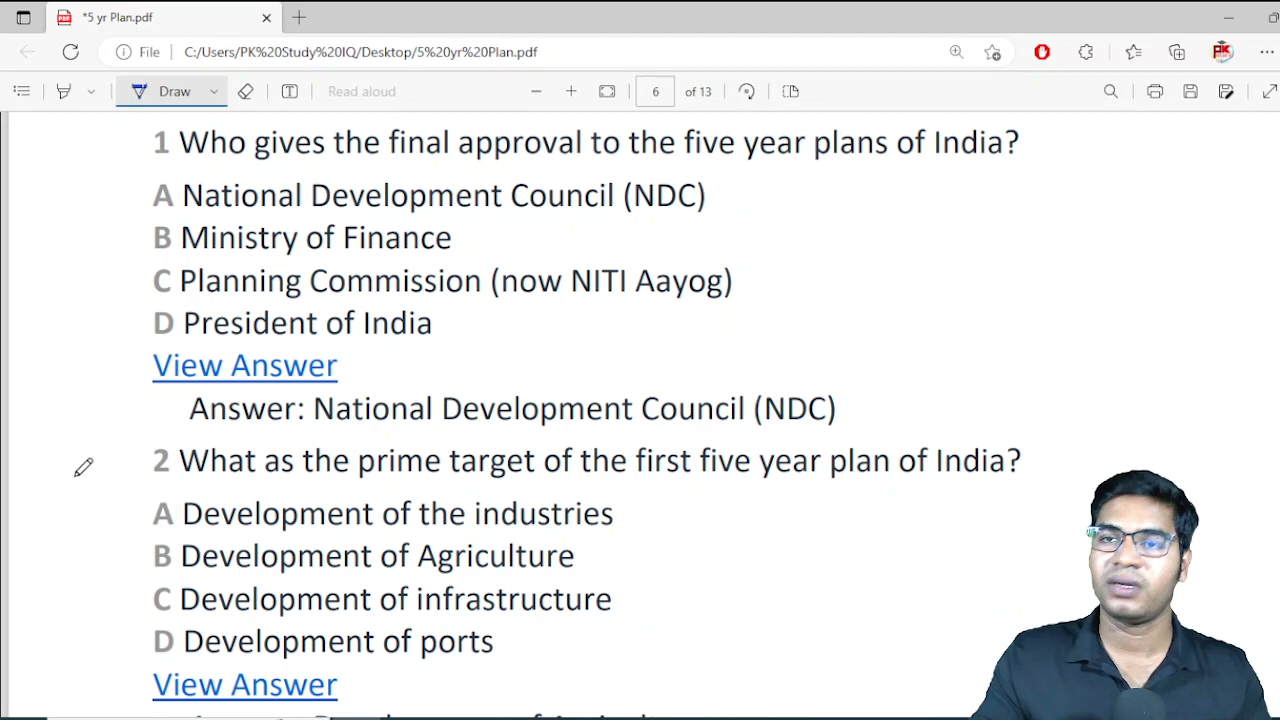 *5 yr Plan.pdf
File C:/Users/PK%20Study%20IQ/Desktop/5%20yr%20Plan.pdf
Draw Read aloud 6 of 13
1 Who gives the final approval to the five year plans of India?
A National Development Council (NDC)
B Ministry of Finance
C Planning Commission (now NITI Aayog)
D President of India
View Answer
Answer: National Development Council (NDC)
2 What as the prime target of the first five year plan of India?
A Development of the industries
B Development of Agriculture
C Development of infrastructure
D Development of ports
View Answer